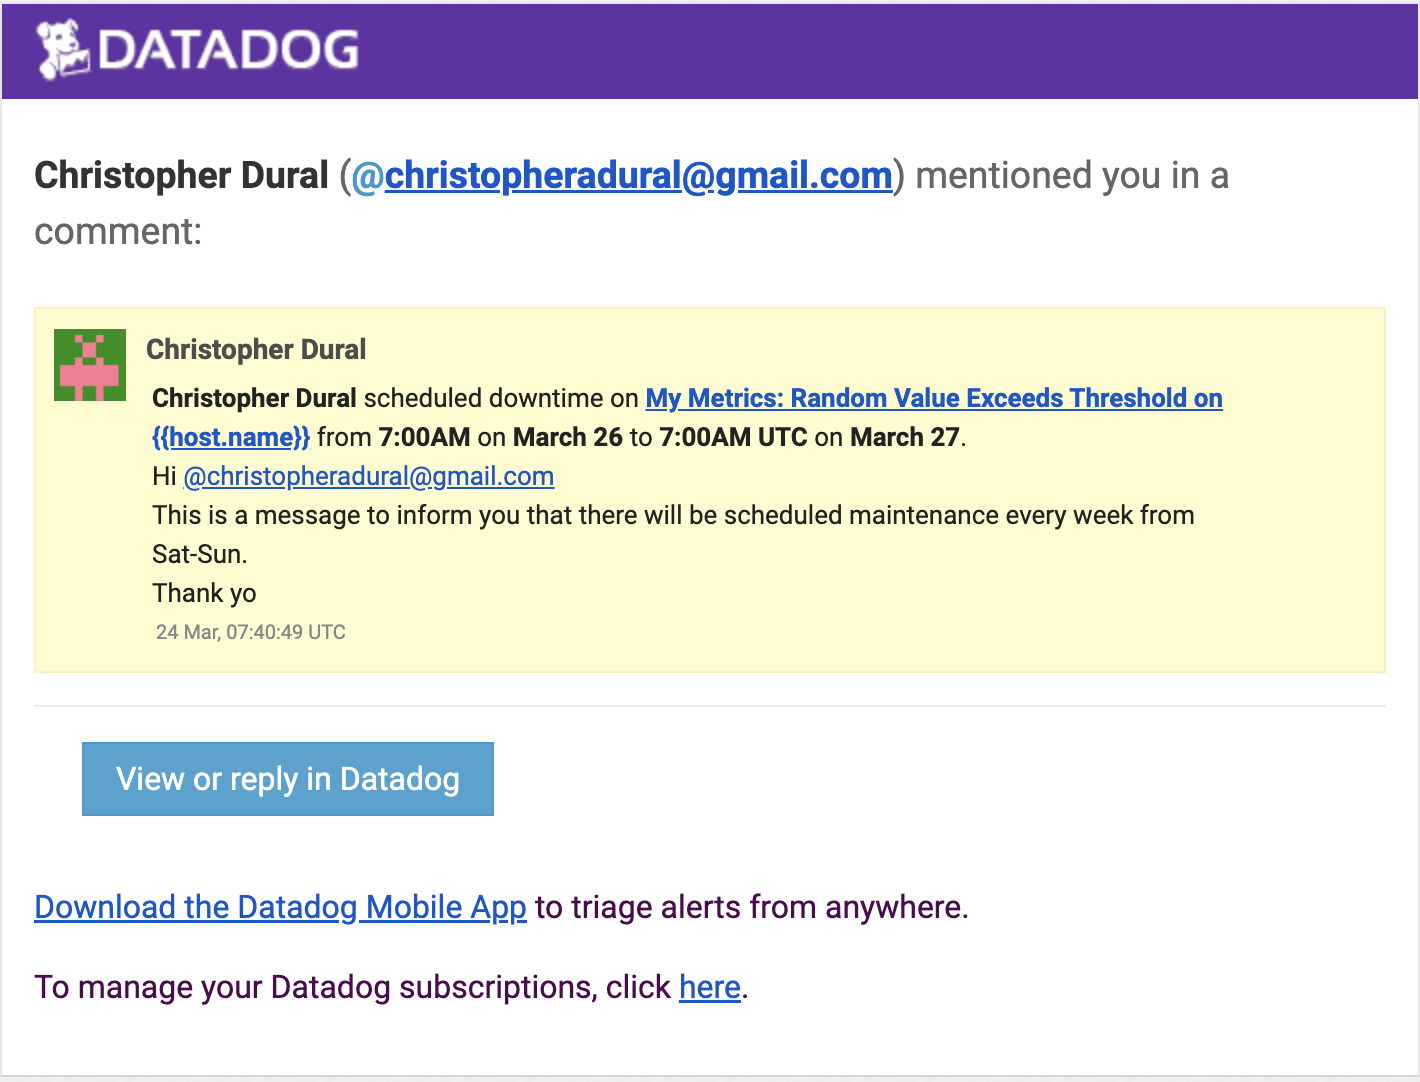 DATADOG
Christopher Dural (@christopheradural@gmail.com) mentioned you in a
comment:
Christopher Dural
Christopher Dural scheduled downtime on My Metrics: Random Value Exceeds Threshold on
{{host.name}} from 7:00AM on March 26 to 7:00AM UTC on March 27.
Hi @christopheradural@gmail.com
This is a message to inform you that there will be scheduled maintenance every week from
Sat-Sun.
Thank yo
24 Mar, 07:40:49 UTC
View or reply in Datadog
Download the Datadog Mobile App to triage alerts from anywhere.
To manage your Datadog subscriptions, click here.